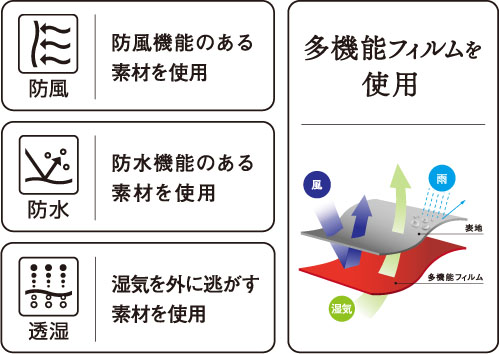 防風
防風機能のある
素材を使用
防水
防水機能のある
素材を使用
透湿
湿気を外に逃がす
素材を使用
多機能フィルムを
使用
風
雨
表地
多機能フィルム
湿気